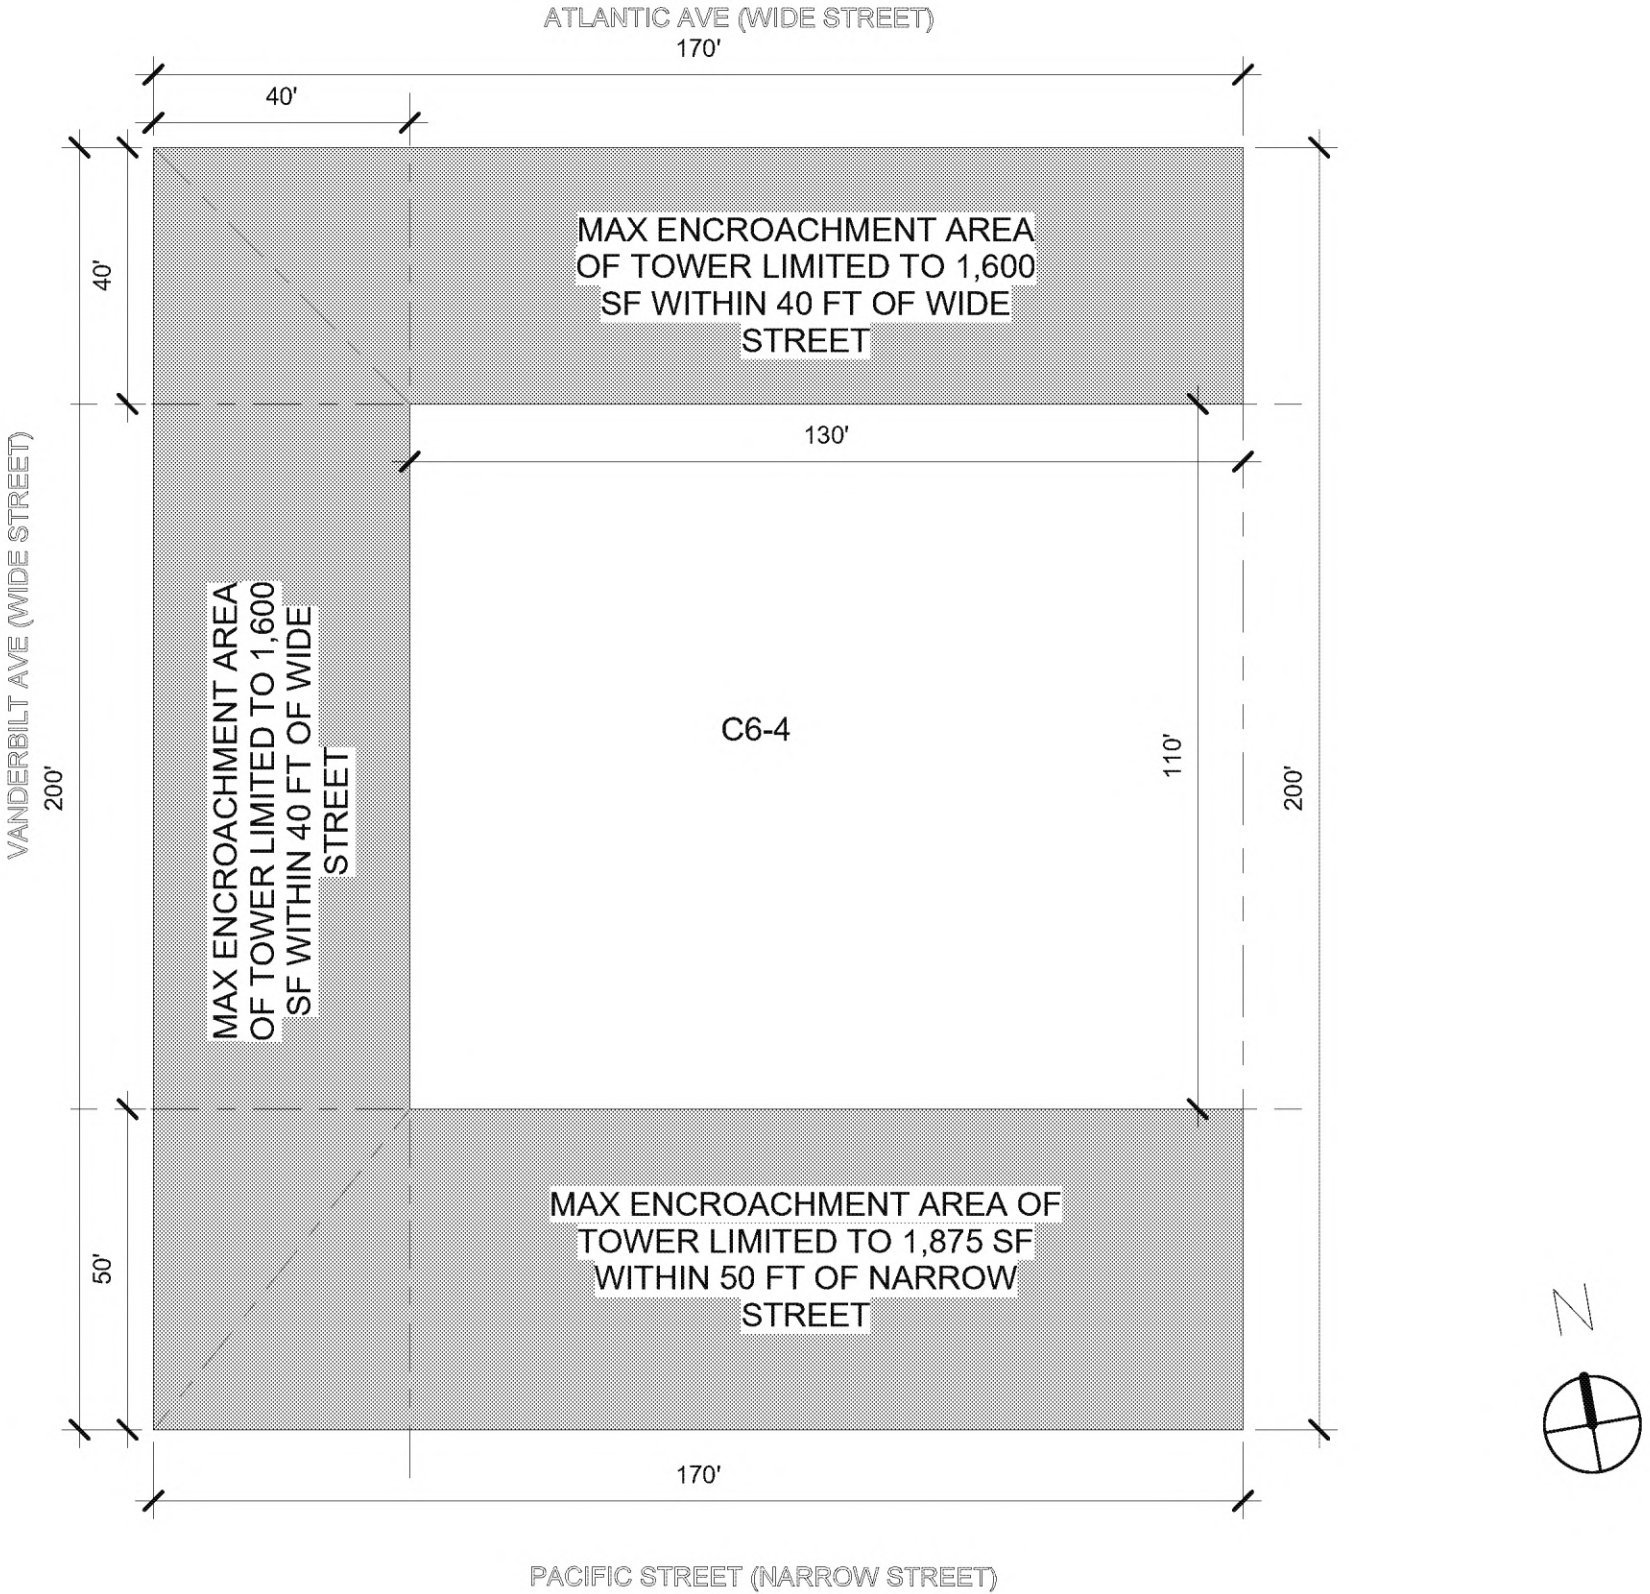 ATLANTIC AVE (WIDE STREET)
170'
40'
40'
MAX ENCROACHMENT AREA
OF TOWER LIMITED TO 1,600
SF WITHIN 40 FT OF WIDE
STREET
130'
VANDERBILT AVE (WIDE STREET)
200'
MAX ENCROACHMENT AREA
OF TOWER LIMITED TO 1,600
SF WITHIN 40 FT OF WIDE
STREET
C6-4
110'
200'
50'
MAX ENCROACHMENT AREA OF
TOWER LIMITED TO 1,875 SF
WITHIN 50 FT OF NARROW
STREET
N
170'
PACIFIC STREET (NARROW STREET)